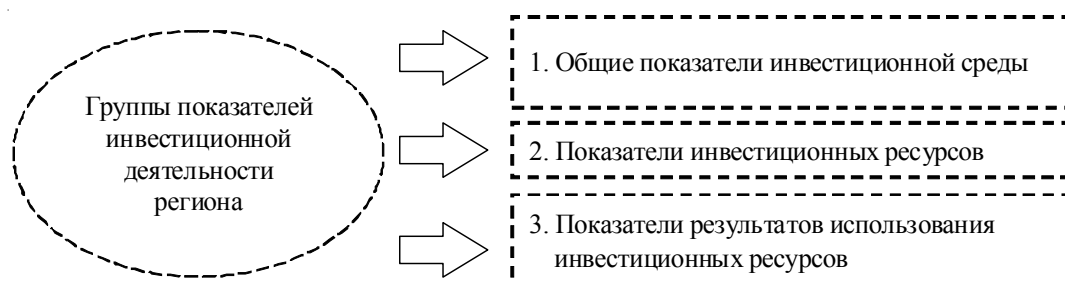 Группы показателей
инвестиционной
деятельности
региона
1. Общие показатели инвестиционной среды
2. Показатели инвестиционных ресурсов
3. Показатели результатов использования
инвестиционных ресурсов